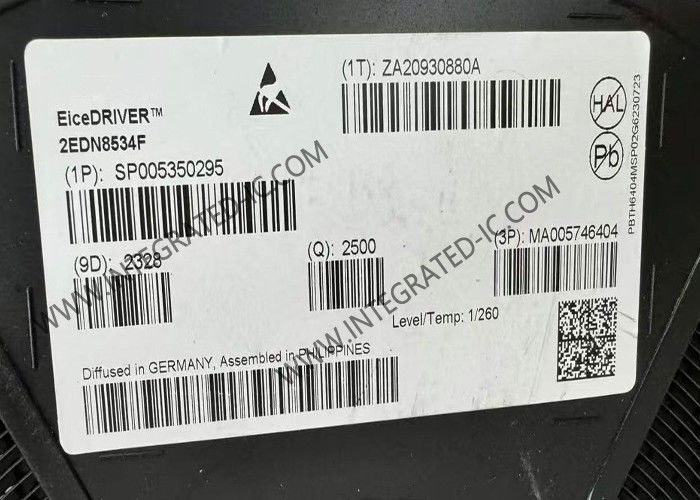 (1T): ZA20930880A
EiceDRIVER™
2EDN8534F
(1P): SP005350295
HAL
Pb
PBTH6404MSP02G6230723
(9D): 2328
(Q): 2500
(3P): MA005746404
Level/Temp: 1/260
Diffused in GERMANY, Assembled in PHILIPPINES
WWW.INTEGRATED-IC.COM
WWW.INTEGRATED-IC.COM